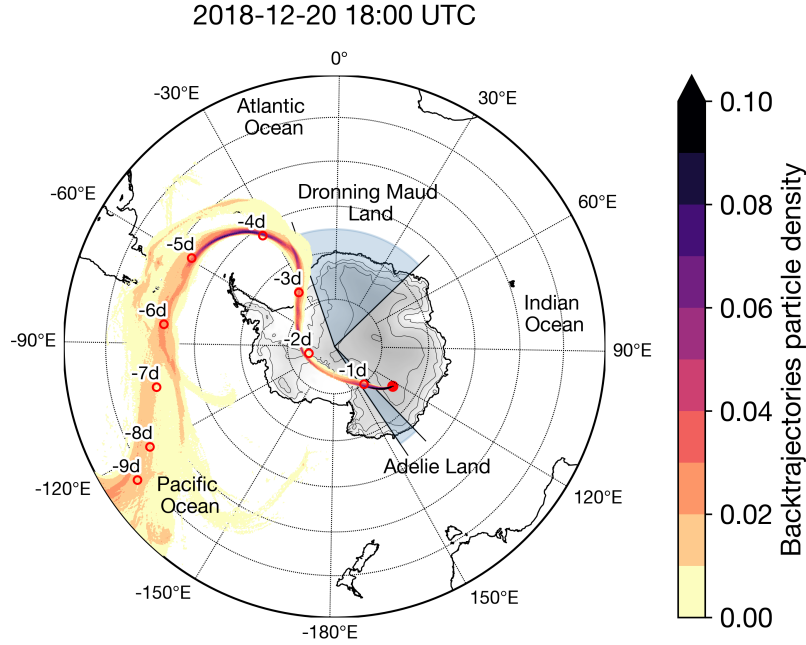 2018-12-20 18:00 UTC
0°
-30°E
30°E
Atlantic
Ocean
-60°E
60°E
Dronning Maud
Land
-4d
-5d
-3d
-6d
Indian
Ocean
-90°E
90°E
-2d
-1d
-7d
-8d
-9d
Adelie Land
-120°E
Pacific
Ocean
120°E
-150°E
150°E
-180°E
0.10
0.08
0.06
0.04
0.02
0.00
Backtrajectories particle density